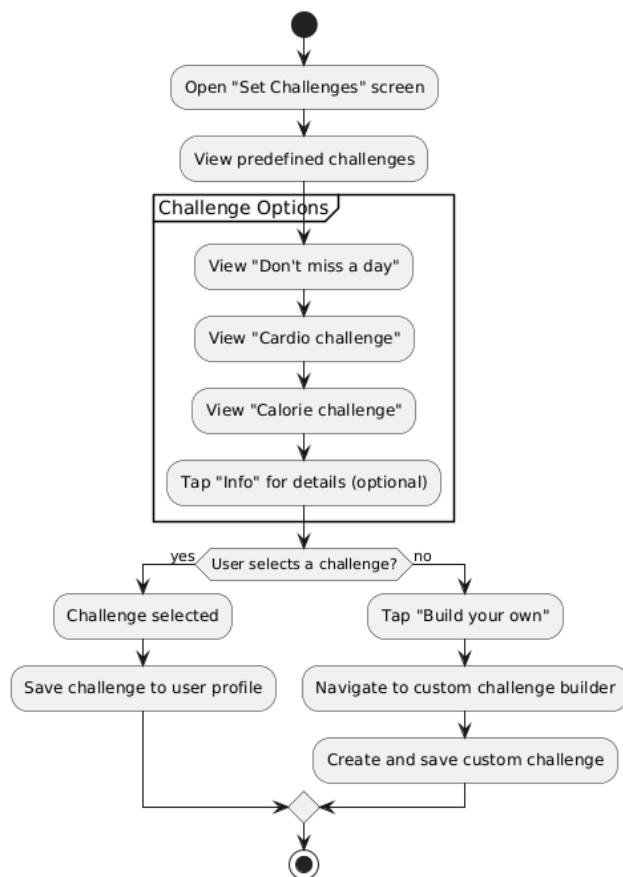 Open "Set Challenges" screen
View predefined challenges
Challenge Options
View "Don't miss a day"
View "Cardio challenge"
View "Calorie challenge"
Tap "Info" for details (optional)
User selects a challenge?
yes
no
Challenge selected
Tap "Build your own"
Save challenge to user profile
Navigate to custom challenge builder
Create and save custom challenge